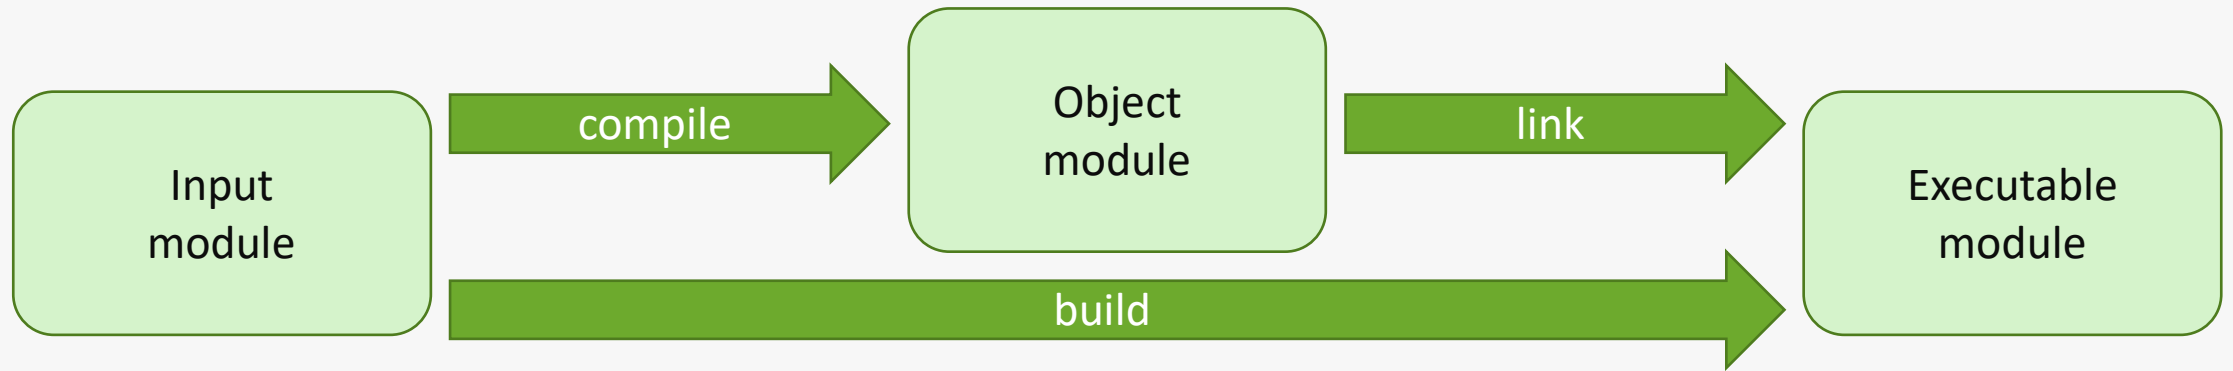 Input
module
compile
Object
module
link
Executable
module
build